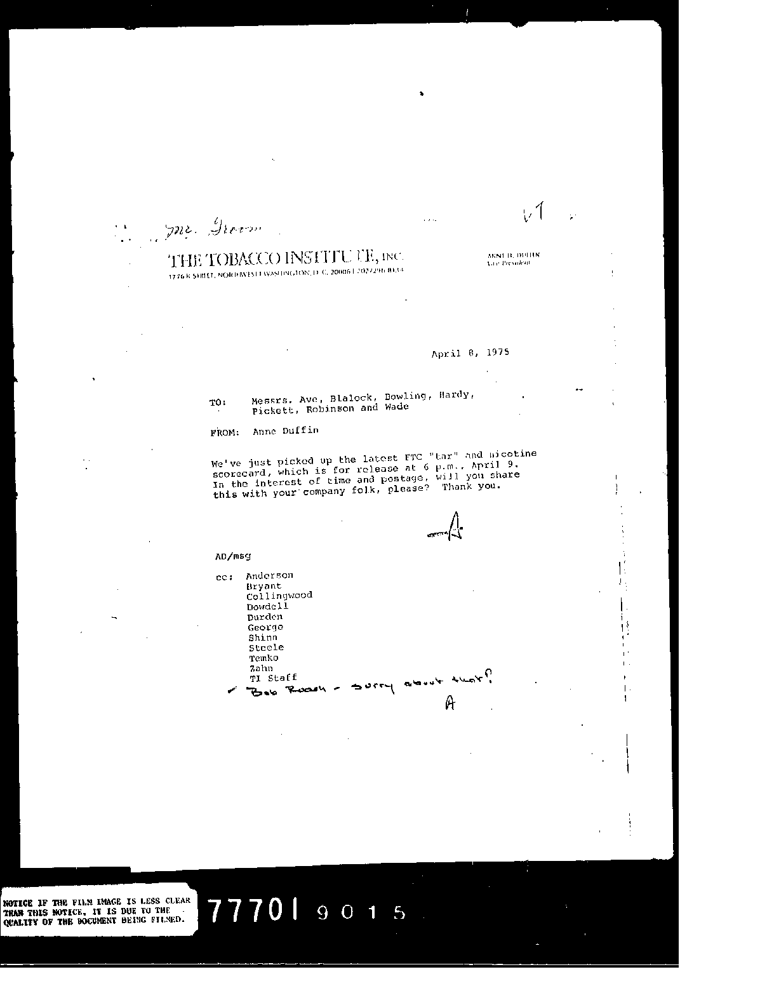 Mr. Groom
THE TOBACCO INSTITUTE, INC.
1776 K STREET, NORTHWEST WASHINGTON, D. C. 20006
ANNE H. DUFFIN
Vice President
April 8, 1975
TO: Messrs. Ave, Blalock, Dowling, Hardy,
Pickett, Robinson and Wade
FROM: Anne Duffin
We've just picked up the latest FTC "tar" and nicotine
scorecard, which is for release at 6 p.m., April 9.
In the interest of time and postage, will you share
this with your company folk, please? Thank you.
A
AD/msg
cc: Anderson
Bryant
Collingwood
Dowdell
Durden
George
Shinn
Steele
Temko
Zahn
TI Staff
✓ Bob Roach - sorry about that!
A
NOTICE IF THE FILM IMAGE IS LESS CLEAR
THAN THIS NOTICE, IT IS DUE TO THE
QUALITY OF THE DOCUMENT BEING FILMED.
77701 9015